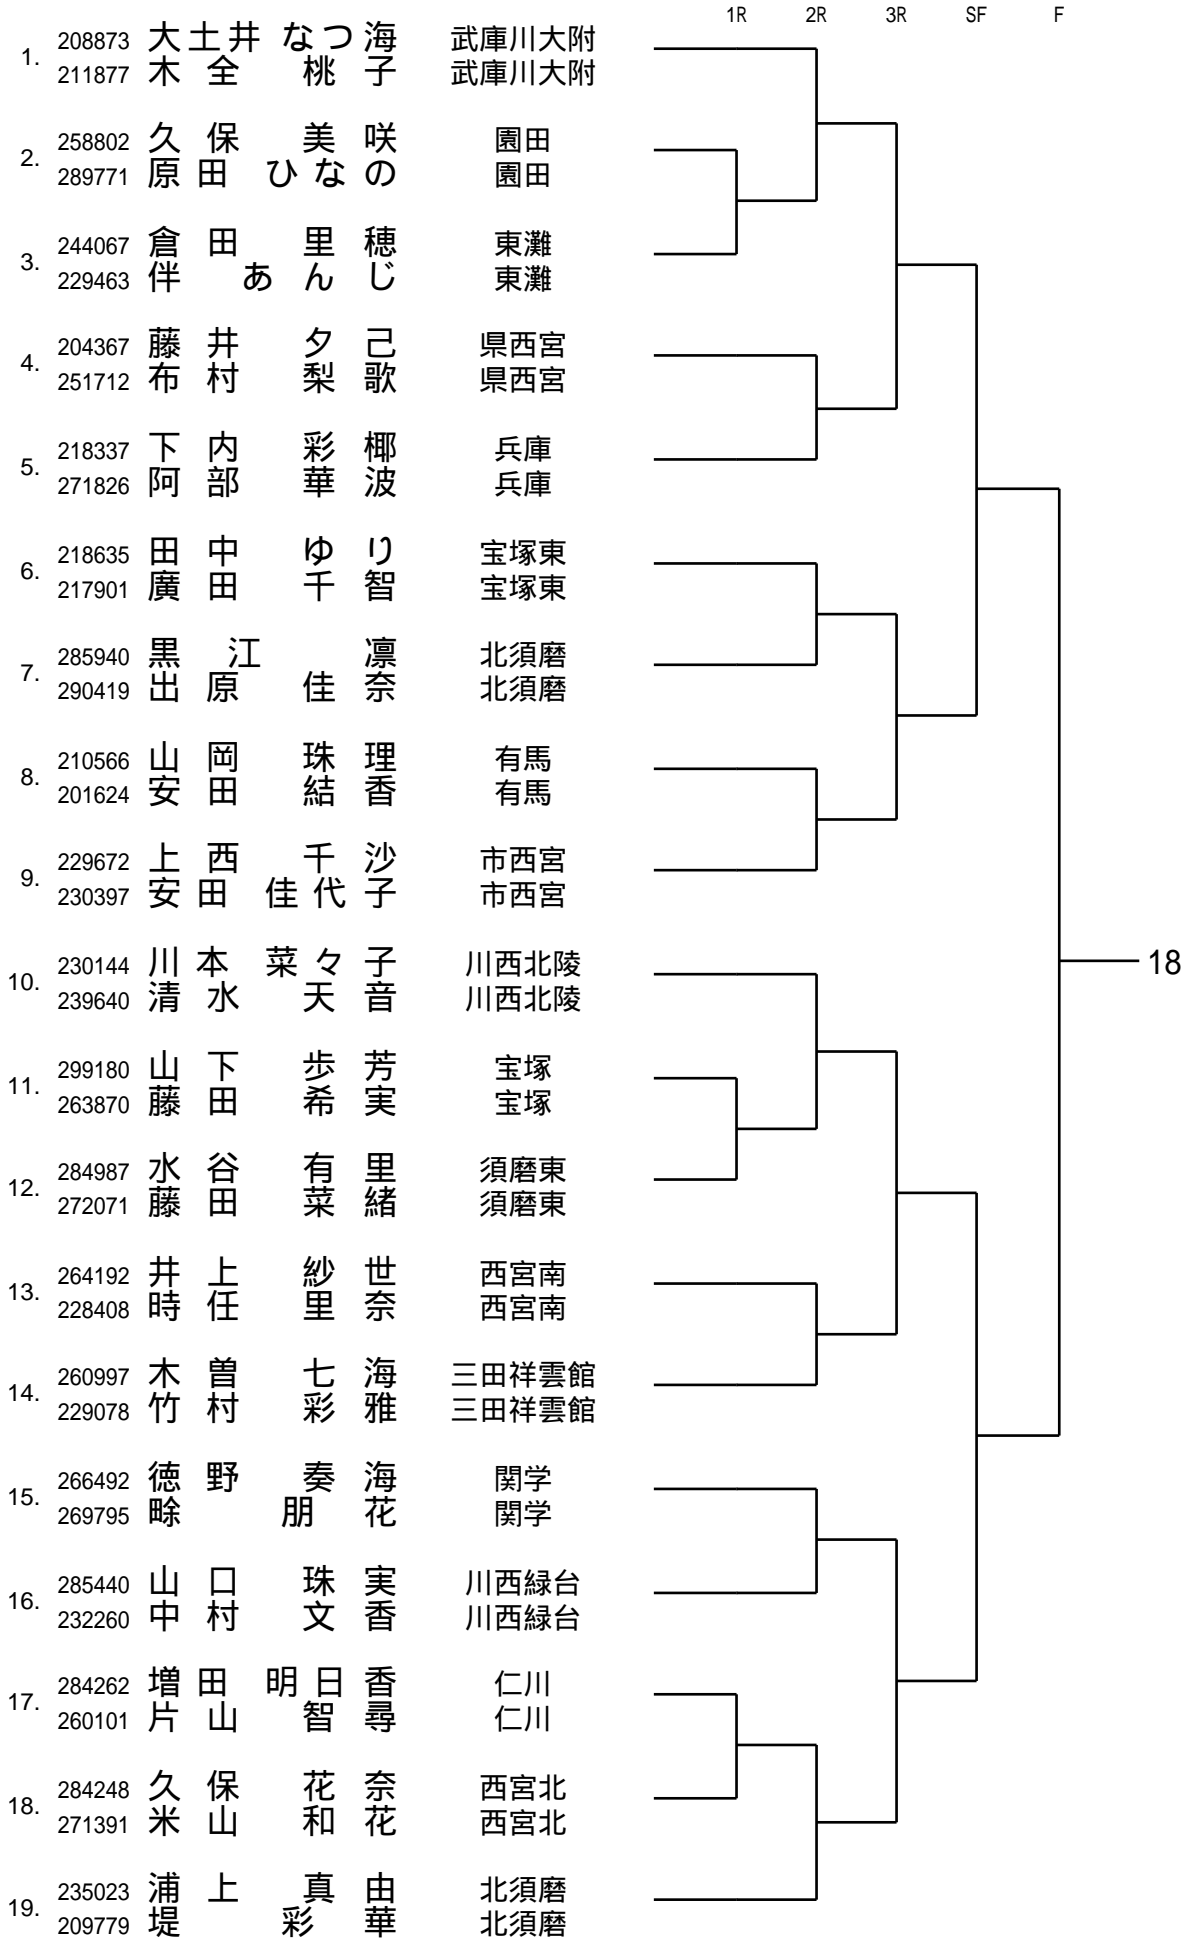 1R 2R 3R SF F
1. 208873 大土井 なつ海 武庫川大附
211877 木全 桃子 武庫川大附
2. 258802 久保 美咲 園田
289771 原田 ひなの 園田
3. 244067 倉田 里穂 東灘
229463 伴 あんじ 東灘
4. 204367 藤井 夕己 県西宮
251712 布村 梨歌 県西宮
5. 218337 下内 彩椰 兵庫
271826 阿部 華波 兵庫
6. 218635 田中 ゆり 宝塚東
217901 廣田 千智 宝塚東
7. 285940 黒江 凛 北須磨
290419 出原 佳奈 北須磨
8. 210566 山岡 珠理 有馬
201624 安田 結香 有馬
9. 229672 上西 千沙 市西宮
230397 安田 佳代子 市西宮
10. 230144 川本 菜々子 川西北陵
239640 清水 天音 川西北陵
18
11. 299180 山下 歩芳 宝塚
263870 藤田 希実 宝塚
12. 284987 水谷 有里 須磨東
272071 藤田 菜緒 須磨東
13. 264192 井上 紗世 西宮南
228408 時任 里奈 西宮南
14. 260997 木曽 七海 三田祥雲館
229078 竹村 彩雅 三田祥雲館
15. 266492 徳野 奏海 関学
269795 畭 朋花 関学
16. 285440 山口 珠実 川西緑台
232260 中村 文香 川西緑台
17. 284262 増田 明日香 仁川
260101 片山 智尋 仁川
18. 284248 久保 花奈 西宮北
271391 米山 和花 西宮北
19. 235023 浦上 真由 北須磨
209779 堤 彩華 北須磨